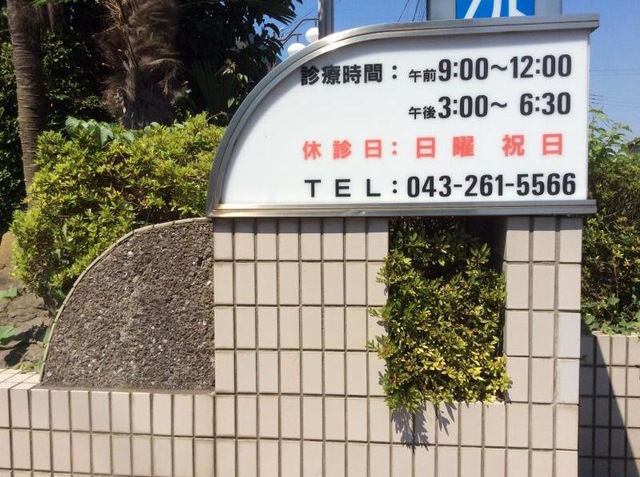 診療時間：午前9:00〜12:00
午後3:00〜 6:30
休診日：日曜 祝日
TEL：043-261-5566